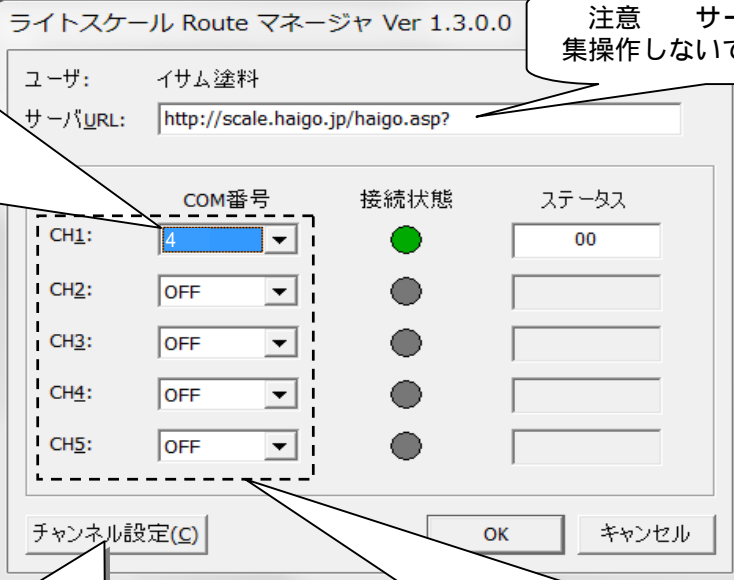 ライトスケール Route マネージャ Ver 1.3.0.0
注意 サー
集操作しないで
ユーザ: イサム塗料
サーバURL: http://scale.haigo.jp/haigo.asp?
COM番号 接続状態 ステータス
CH1: 4 00
CH2: OFF
CH3: OFF
CH4: OFF
CH5: OFF
チャンネル設定(C) OK キャンセル